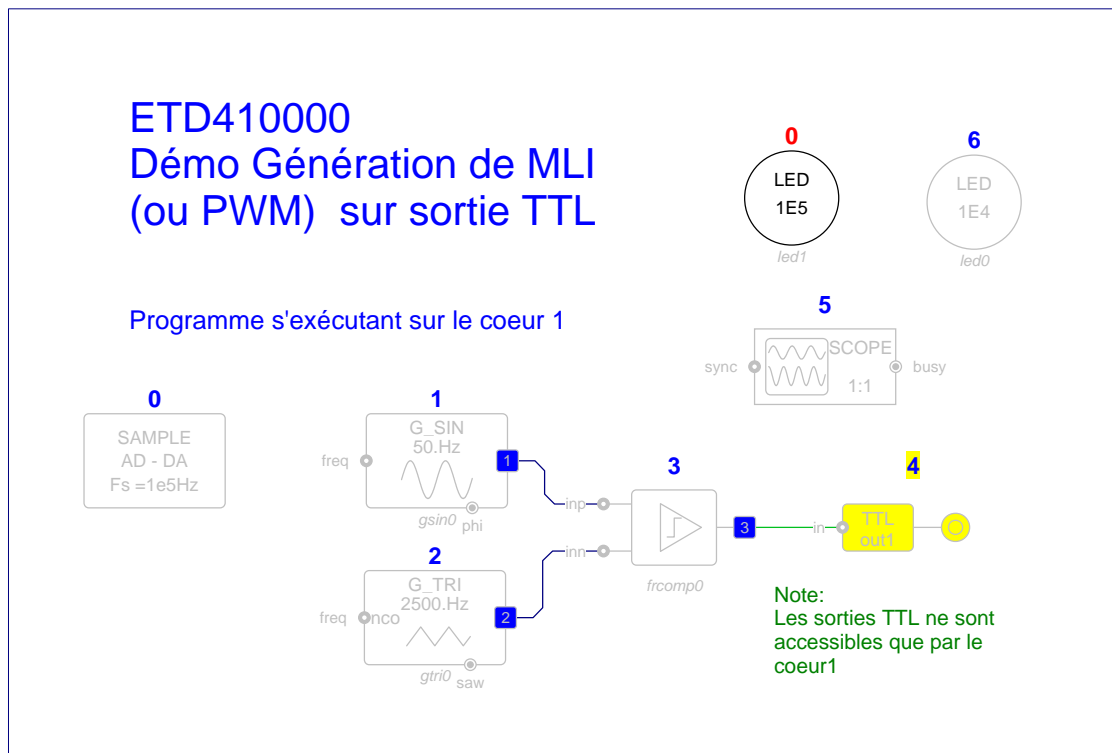 ETD410000
Démo Génération de MLI
(ou PWM) sur sortie TTL
0
LED
1E5
led1
6
LED
1E4
led0
Programme s'exécutant sur le coeur 1
5
sync
SCOPE
1:1
busy
0
SAMPLE
AD - DA
Fs =1e5Hz
1
G_SIN
50.Hz
freq
1
gsin0
phi
2
G_TRI
2500.Hz
freq
nco
2
gtri0
saw
3
inp
inn
3
frcomp0
4
in
TTL
out1
Note:
Les sorties TTL ne sont
accessibles que par le
coeur1